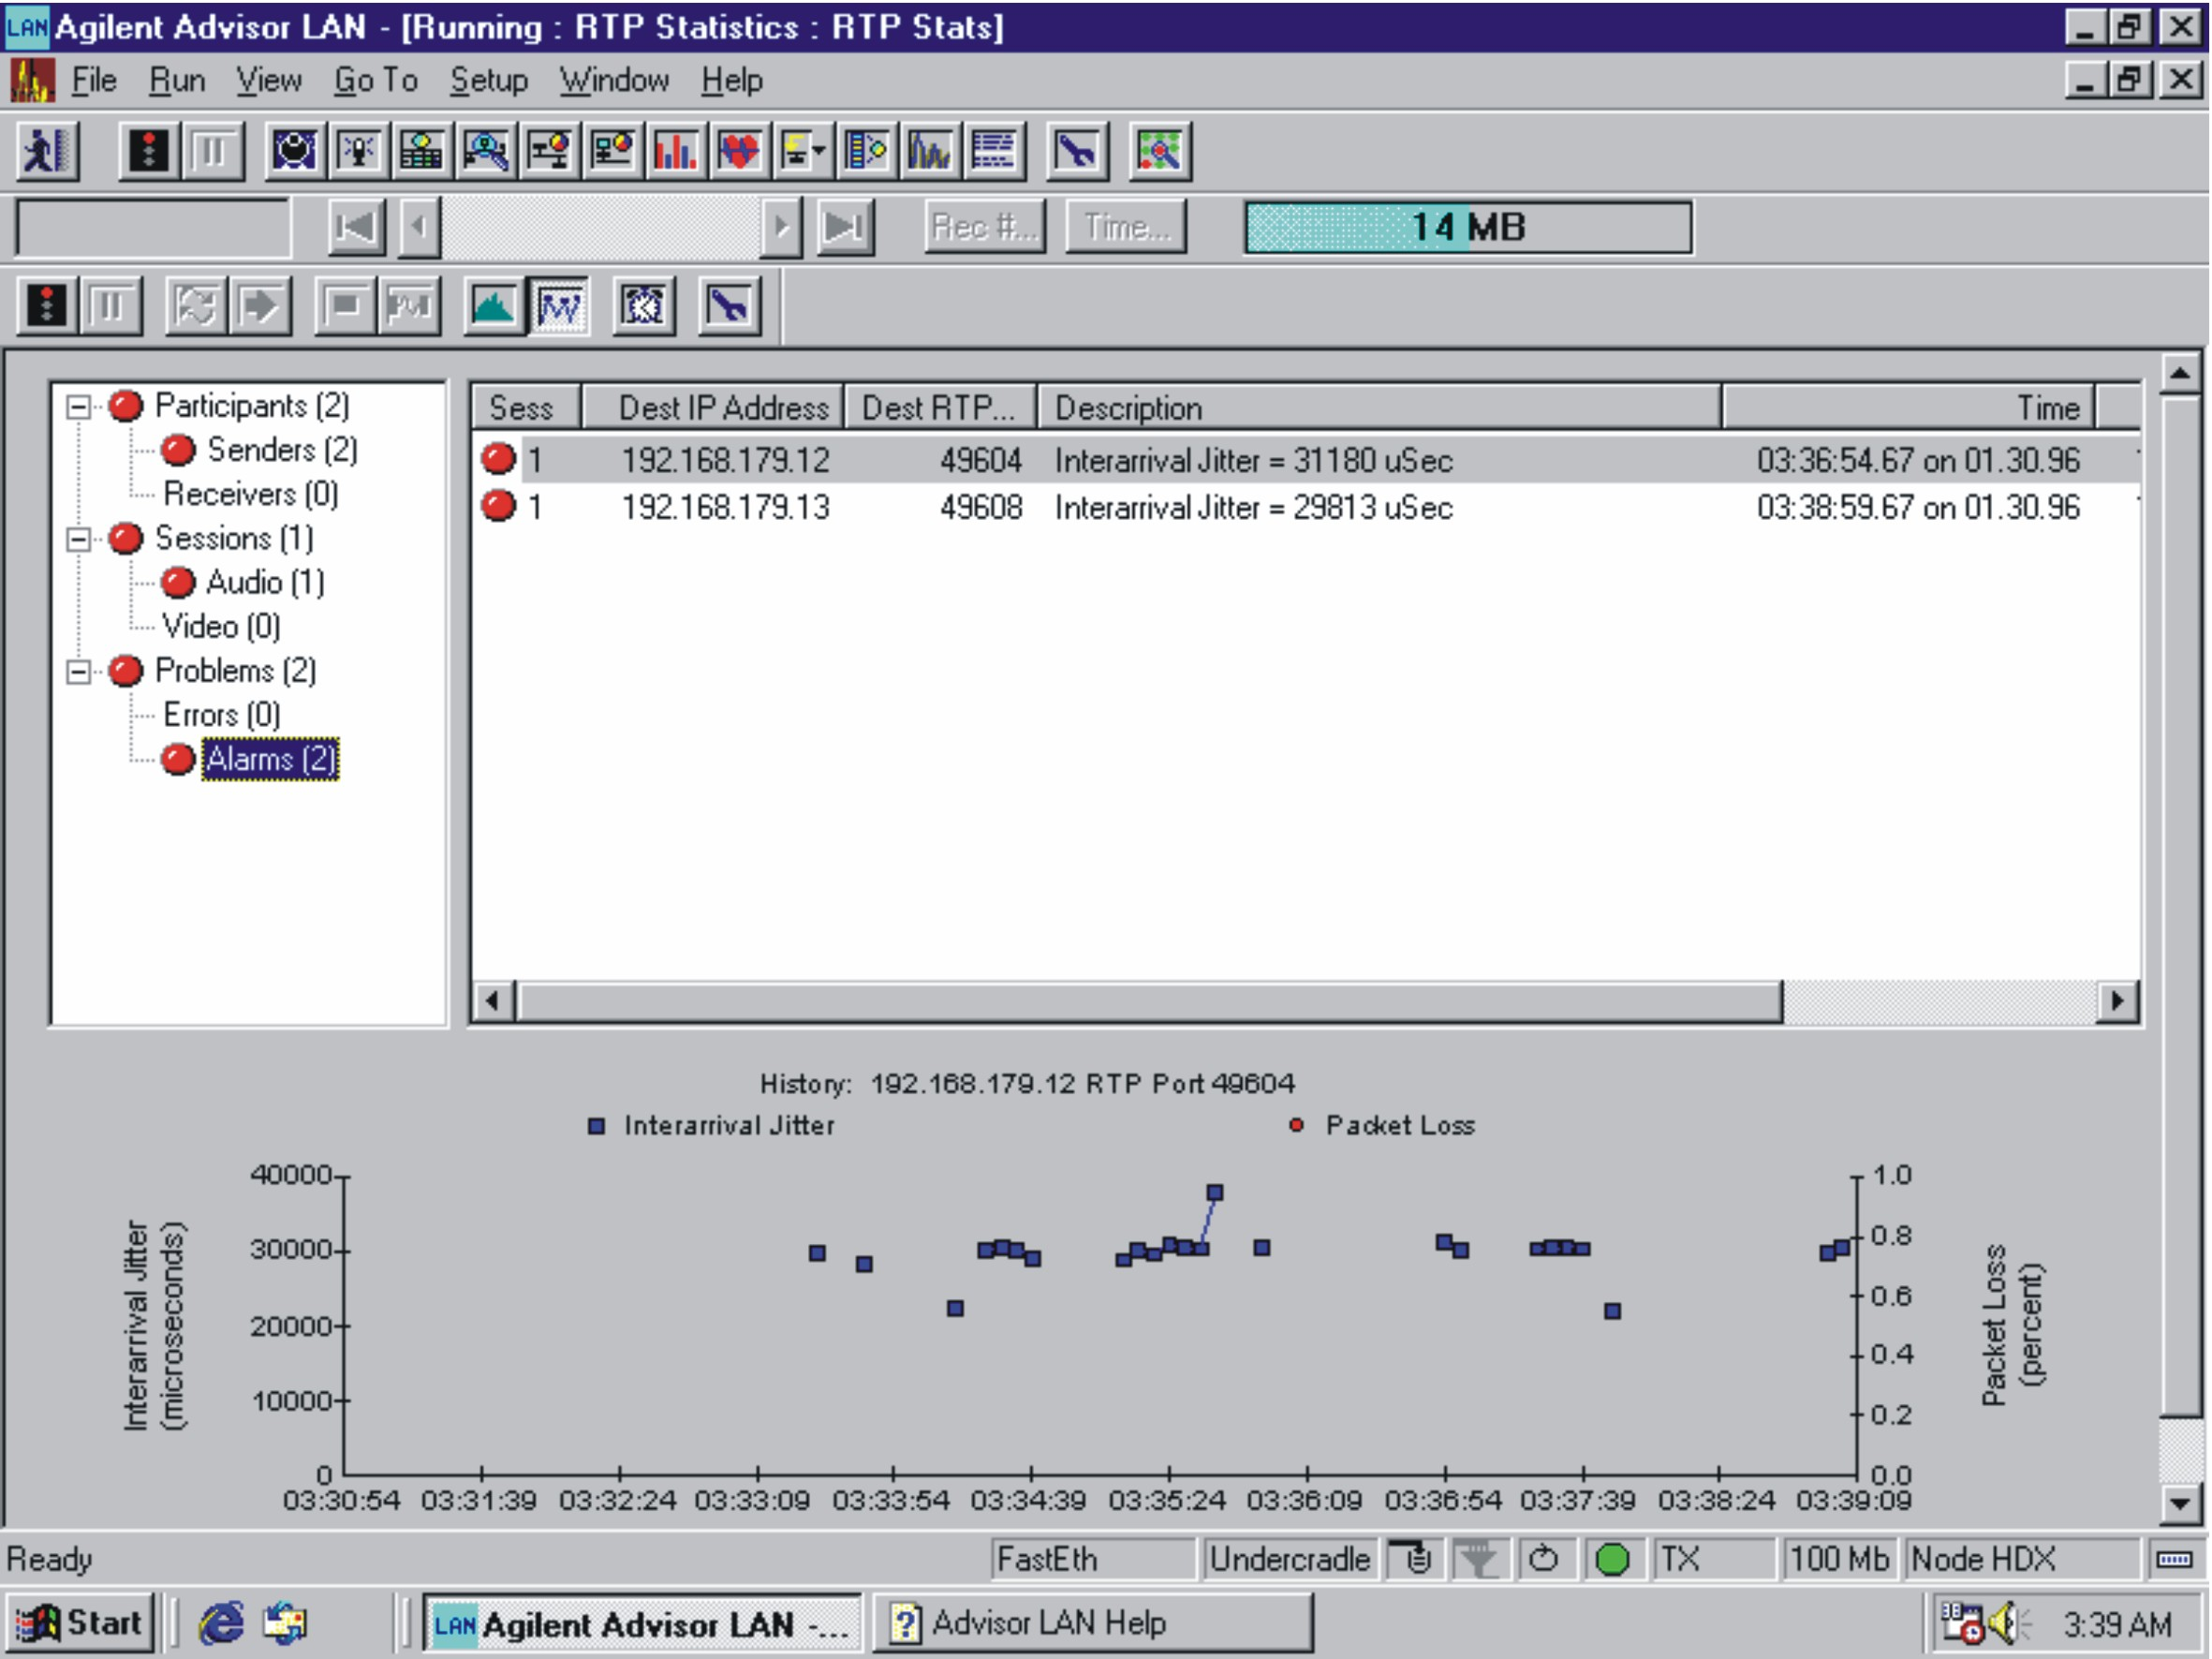 LAN Agilent Advisor LAN - [Running : RTP Statistics : RTP Stats]
File Run View Go To Setup Window Help
Rec #... Time... 14 MB
Participants (2)
Senders (2)
Receivers (0)
Sessions (1)
Audio (1)
Video (0)
Problems (2)
Errors (0)
Alarms (2)
Sess Dest IP Address Dest RTP... Description Time
1 192.168.179.12 49604 Interarrival Jitter = 31180 uSec 03:36:54.67 on 01.30.96
1 192.168.179.13 49608 Interarrival Jitter = 29813 uSec 03:38:59.67 on 01.30.96
History: 192.168.179.12 RTP Port 49604
Interarrival Jitter Packet Loss
Interarrival Jitter
(microseconds)
40000
30000
20000
10000
0
1.0
0.8
0.6
0.4
0.2
0.0
Packet Loss
(percent)
03:30:54 03:31:39 03:32:24 03:33:09 03:33:54 03:34:39 03:35:24 03:36:09 03:36:54 03:37:39 03:38:24 03:39:09
Ready FastEth Undercradle TX 100 Mb Node HDX
Start LAN Agilent Advisor LAN -... Advisor LAN Help 3:39 AM